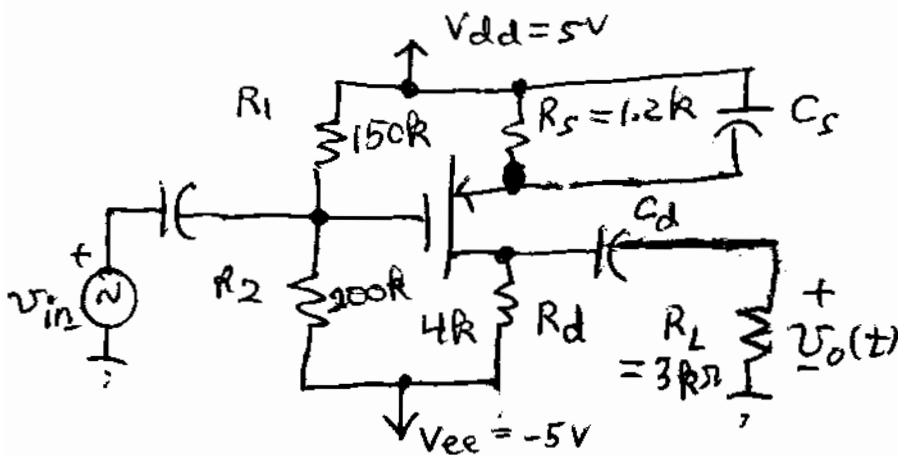 Vdd = 5V
R1
150k
Rs = 1.2k
Cs
Cd
+
vin
R2
200k
4k
Rd
RL
= 3kΩ
+
vo(t)
-
Vee = -5V